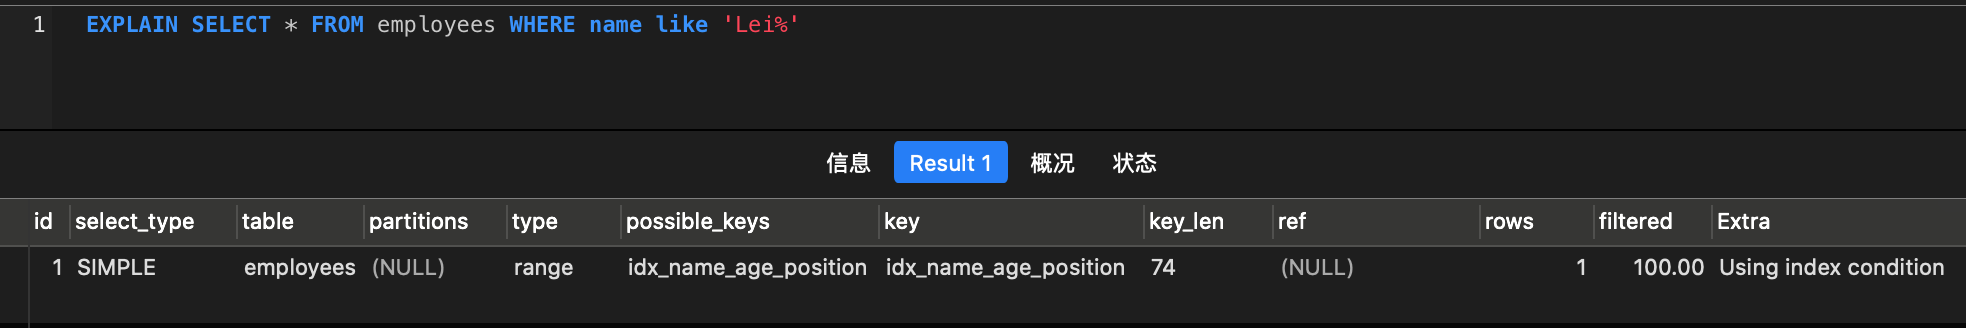 1 EXPLAIN SELECT * FROM employees WHERE name like 'Lei%'
信息 Result 1 概况 状态
id select_type table partitions type possible_keys key key_len ref rows filtered Extra
1 SIMPLE employees (NULL) range idx_name_age_position idx_name_age_position 74 (NULL) 1 100.00 Using index condition